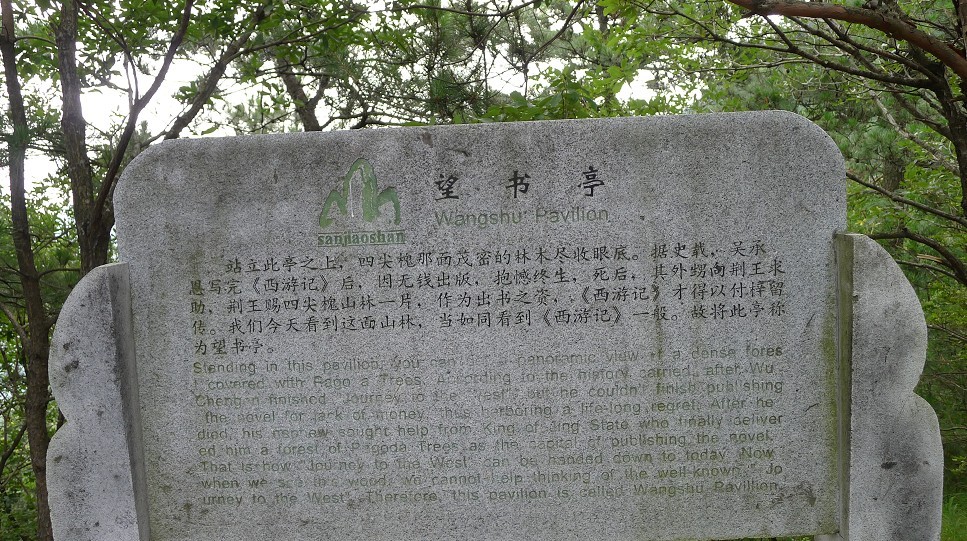 望书亭
Wangshu Pavilion
sanjiaoshan
站立此亭之上，四尖槐那面茂密的林木尽收眼底。据史载，吴承
恩写完《西游记》后，因无线出版，抱憾终生，死后，其外甥向荆王求
助，荆王赐四尖槐山林一片，作为出书之资，《西游记》才得以付梓留
传。我们今天看到这面山林，当如同看到《西游记》一般。故将此亭称
为望书亭。
Standing in this pavilion, you can a panoramic view of a dense fores
t covered with Trees. According to the history carried, after Wu
Cheng'en finished "Journey to the West", but he couldn't finish publishing
the novel for lack of money, thus harboring a life-long regret. After he
died, his nephew sought help from King of Jing State who finally deliver
ed him a forest of Pagoda Trees as the capital of publishing the novel.
That is how "Journey to the West" can be handed down to today. Now
when we see this wood, we cannot help thinking of the well-known "Jo
urney to the West". Therefore, this pavilion is called Wangshu Pavilion